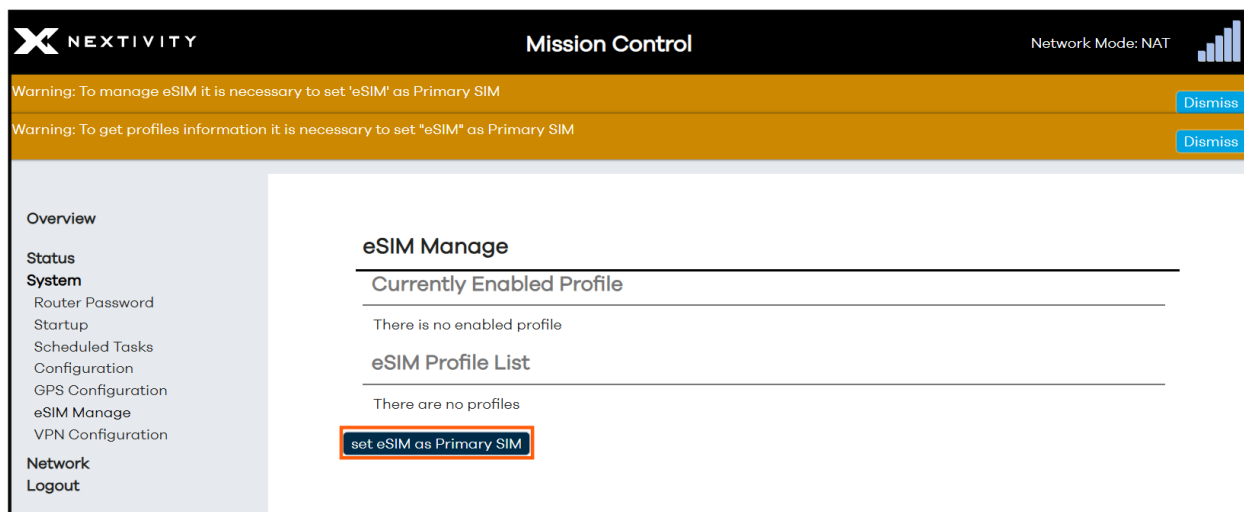 NEXTIVITY
Mission Control
Network Mode: NAT
Warning: To manage eSIM it is necessary to set 'eSIM' as Primary SIM
Dismiss
Warning: To get profiles information it is necessary to set "eSIM" as Primary SIM
Dismiss
Overview
Status
System
Router Password
Startup
Scheduled Tasks
Configuration
GPS Configuration
eSIM Manage
VPN Configuration
Network
Logout
eSIM Manage
Currently Enabled Profile
There is no enabled profile
eSIM Profile List
There are no profiles
set eSIM as Primary SIM